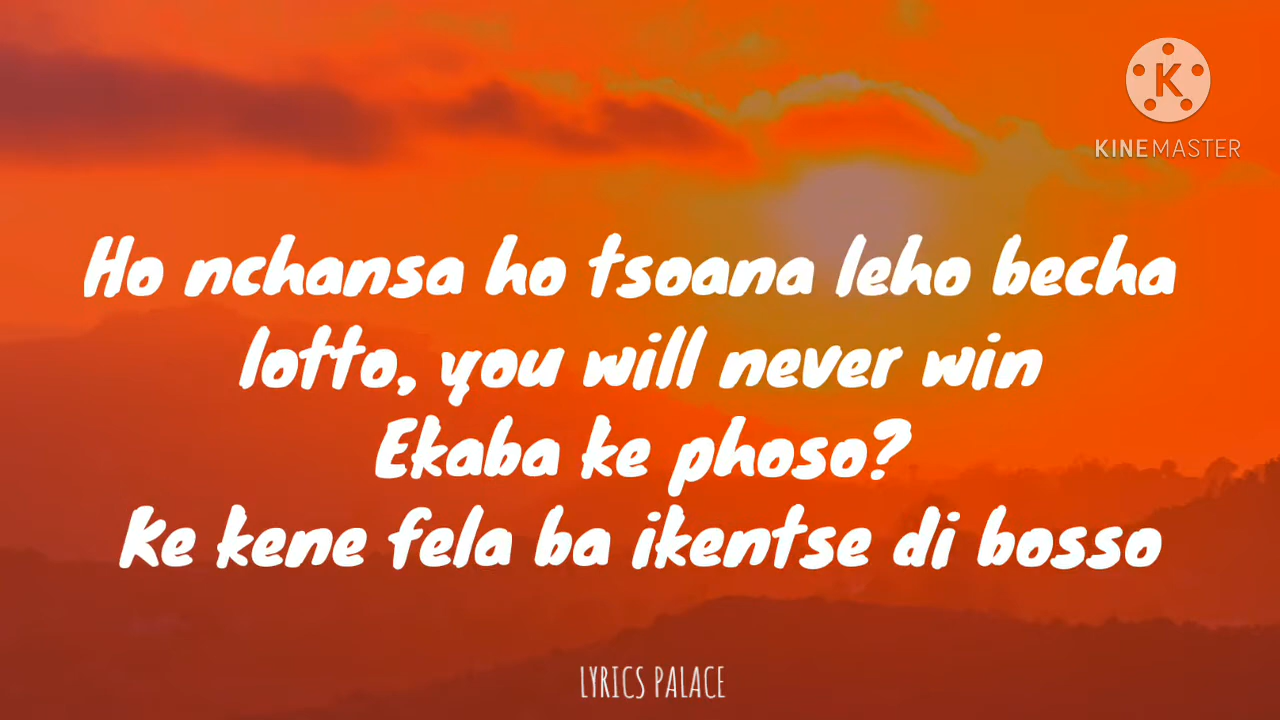 KINEMASTER
Ho nchansa ho tsoana leho becha
lotto, you will never win
Ekaba ke phoso?
Ke kene fela ba ikentse di bosso
LYRICS PALACE